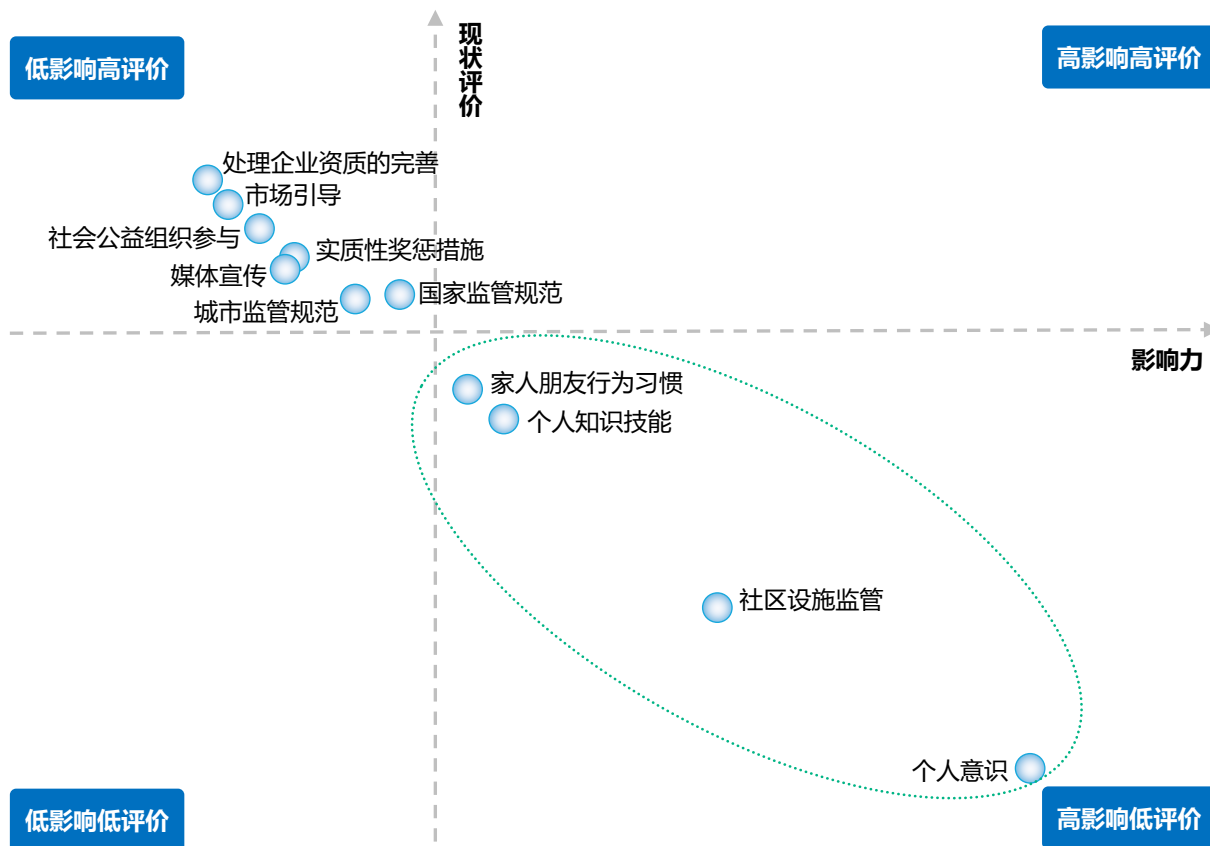 现状评价
低影响高评价
高影响高评价
处理企业资质的完善
市场引导
社会公益组织参与
实质性奖惩措施
媒体宣传
国家监管规范
城市监管规范
影响力
家人朋友行为习惯
个人知识技能
社区设施监管
个人意识
低影响低评价
高影响低评价